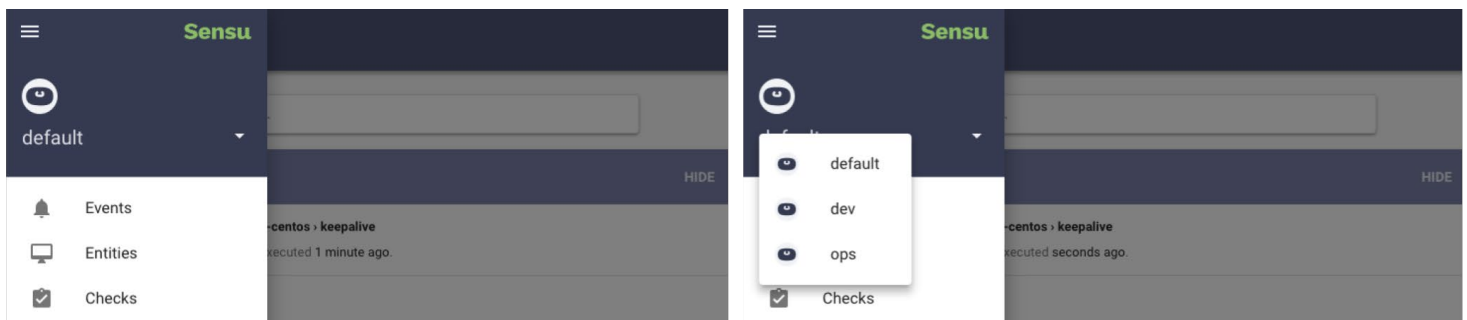 Sensu
default
HIDE
Events
-centos › keepalive
Entities
xecuted 1 minute ago.
Checks
Sensu
default
default
HIDE
dev
-centos › keepalive
ops
xecuted seconds ago.
Checks